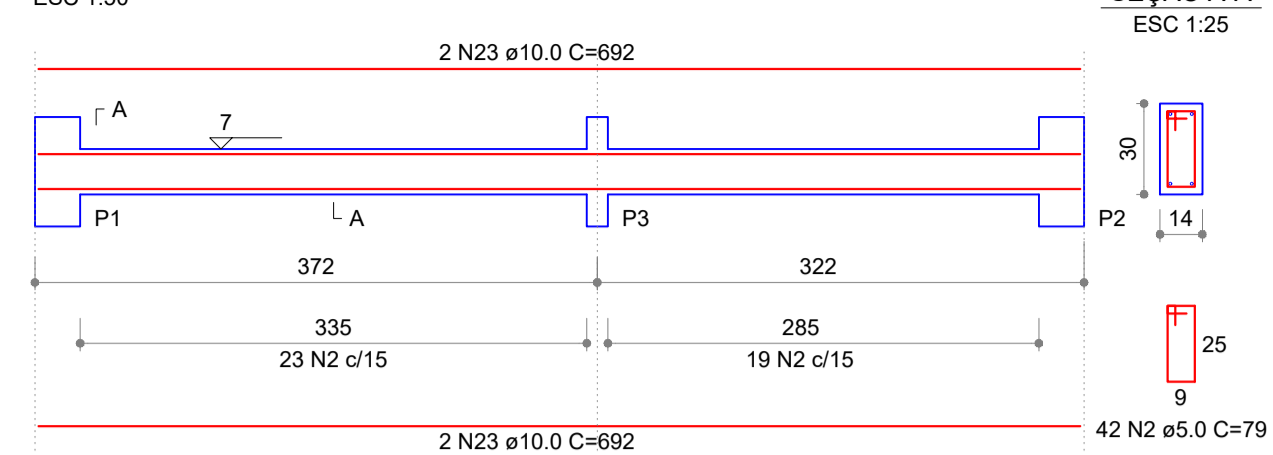 ESC 1:25
2 N23 ø10.0 C=692
A
7
30
A
P1
P3
P2
14
372
322
335
285
23 N2 c/15
19 N2 c/15
25
9
2 N23 ø10.0 C=692
42 N2 ø5.0 C=79